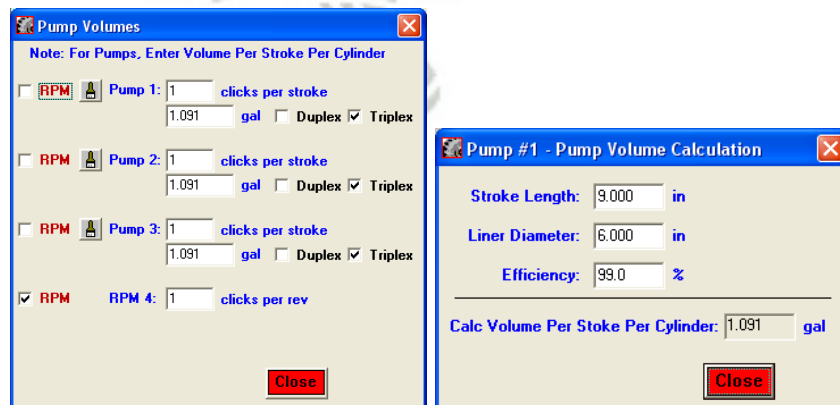 Pump Volumes
Note: For Pumps, Enter Volume Per Stroke Per Cylinder
RPM Pump 1: 1 clicks per stroke
1.091 gal Duplex Triplex
RPM Pump 2: 1 clicks per stroke
1.091 gal Duplex Triplex
RPM Pump 3: 1 clicks per stroke
1.091 gal Duplex Triplex
RPM RPM 4: 1 clicks per rev
Close
Pump #1 - Pump Volume Calculation
Stroke Length: 9.000 in
Liner Diameter: 6.000 in
Efficiency: 99.0 %
Calc Volume Per Stoke Per Cylinder: 1.091 gal
Close